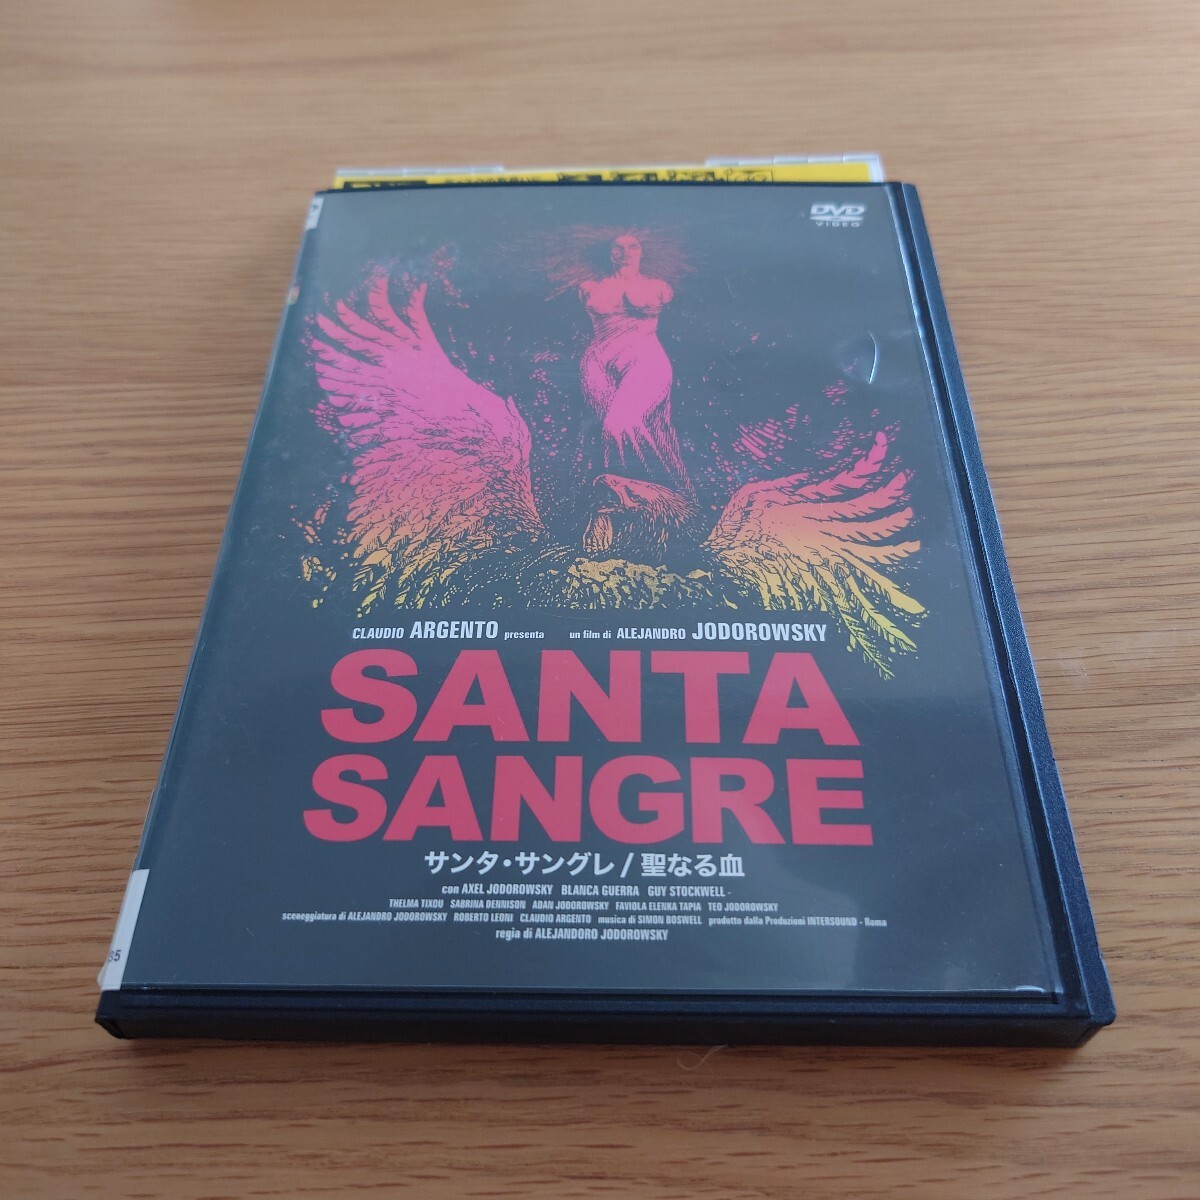 DVD
VIDEO
CLAUDIO ARGENTO presenta un film di ALEJANDRO JODOROWSKY
SANTA
SANGRE
サンタ・サングレ / 聖なる血
con AXEL JODOROWSKY BLANCA GUERRA GUY STOCKWELL -
THELMA TIXOU SABRINA DENNISON ADAN JODOROWSKY FAVIOLA ELENKA TAPIA TEO JODOROWSKY
sceneggiatura di ALEJANDRO JODOROWSKY ROBERTO LEONI CLAUDIO ARGENTO musica di SIMON BOSWELL prodotto dalla Produzioni INTERSOUND - Roma
regia di ALEJANDORO JODOROWSKY